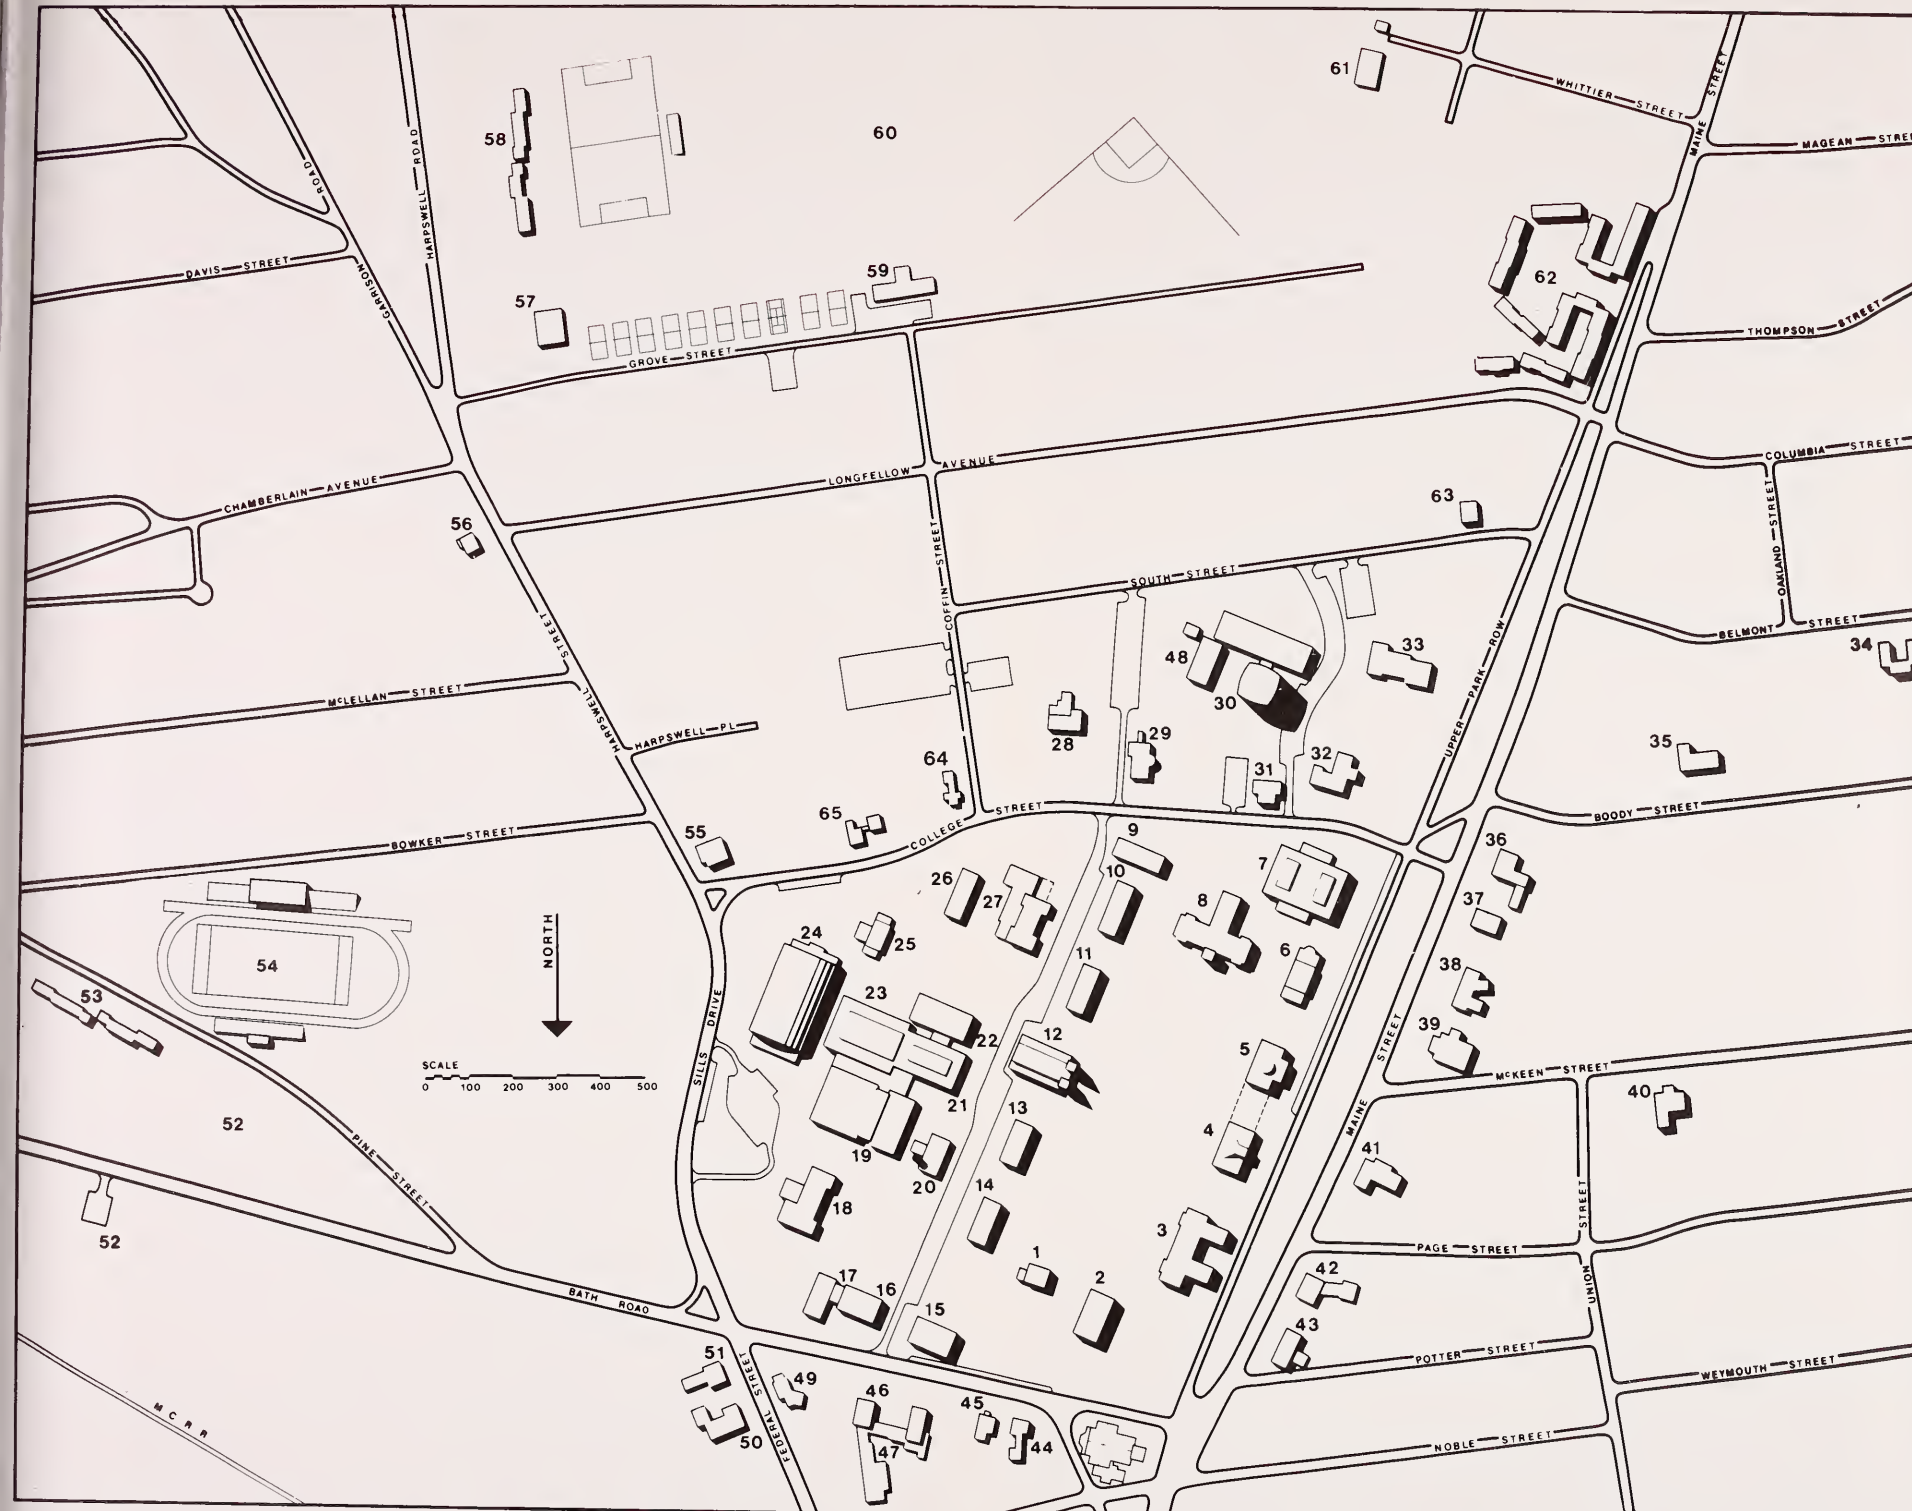 WHITTIER STREET
MAINE STREET
MAGEAN STREE
61
58
60
HARPSWELL ROAD
GARRISON ROAD
DAVIS STREET
59
57
62
GROVE STREET
THOMPSON STREET
COLUMBIA STREET
LONGFELLOW AVENUE
CHAMBERLAIN AVENUE
OAKLAND STREET
63
56
COFFIN STREET
SOUTH STREET
BELMONT STREET
HARPSWELL STREET
UPPER PARK ROW
33
34
48
30
McLELLAN STREET
HARPSWELL PL
28
29
31
32
35
64
65
55
COLLEGE STREET
BOODY STREET
BOWKER STREET
9
7
36
10
26
27
8
37
NORTH
24
25
6
38
54
11
53
23
SILLS DRIVE
22
12
5
39
MAINE STREET
SCALE
0 100 200 300 400 500
McKEEN STREET
21
13
40
52
PINE STREET
19
20
4
41
18
14
3
52
1
2
PAGE STREET
UNION STREET
17
16
15
42
BATH ROAD
43
POTTER STREET
WEYMOUTH STREET
51
49
46
45
FEDERAL STREET
50
47
44
NOBLE STREET
M C R R